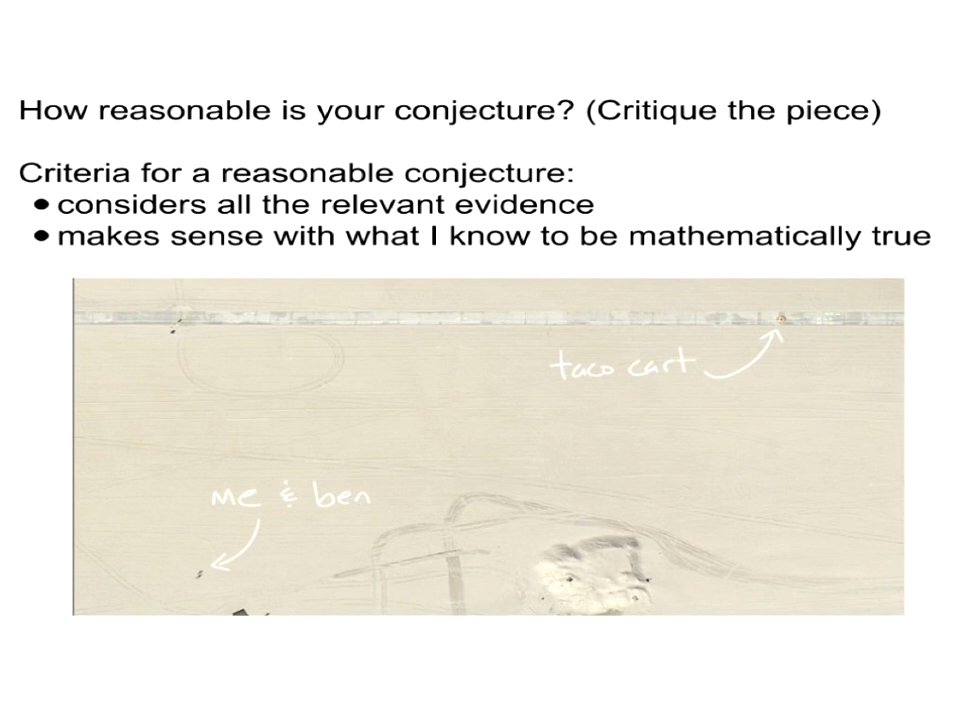 How reasonable is your conjecture? (Critique the piece)
Criteria for a reasonable conjecture:
• considers all the relevant evidence
• makes sense with what I know to be mathematically true
taco cart
me & ben